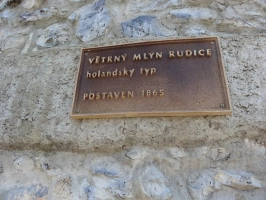 VĚTRNÝ MLÝN RUDICE
holandský typ
POSTAVEN 1865